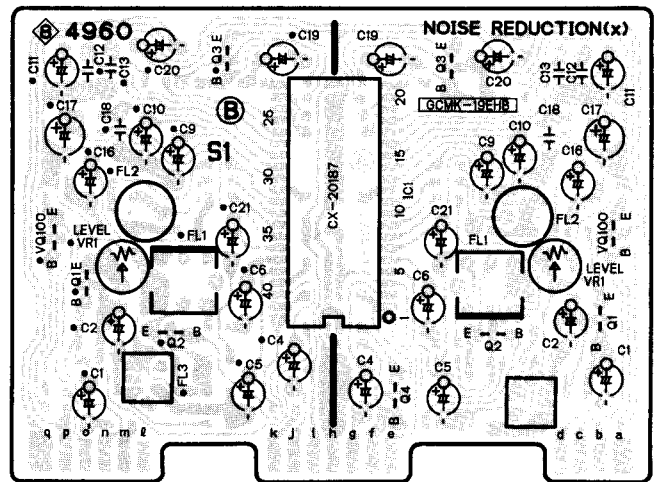 B 4960
NOISE REDUCTION(x)
C11
C12
C13
C20
Q3 E
B
C19
C19
Q3 E
B
C20
C13
C12
C11
C17
C18
C10
C9
B
S1
25
20
GCMK-19EHB
C18
C17
C9
C10
C16
C16
FL2
30
CX-20187
15
IC1
10
FL2
VQ100
E
B
LEVEL
VR1
FL1
C21
35
C21
FL1
VQ100
E
B
LEVEL
VR1
Q1 E
B
C6
40
5
C6
1
C2
E B
Q2
C4
E B
Q2
C2
Q1
E
B
C1
FL3
C5
C4
Q4
E
B
C5
C1
q p o n m ℓ
k j i h g f e
d c b a